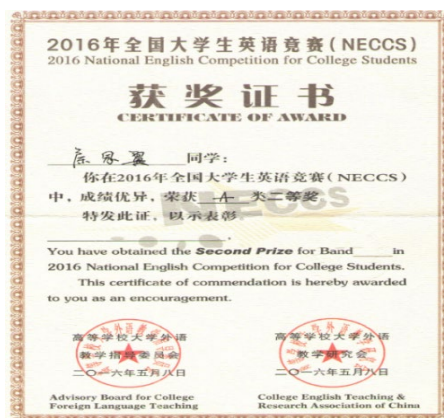 2016年全国大学生英语竞赛(NECCS)
2016 National English Competition for College Students
获奖证书
CERTIFICATE OF AWARD
同学:
你在2016年全国大学生英语竞赛(NECCS)
中,成绩优异,荣获 A 类二等奖
特发此证,以示表彰
NECCS
You have obtained the Second Prize for Band in
2016 National English Competition for College Students.
This certificate of commendation is hereby awarded
to you as an encouragement.
高等学校大学外语
教学指导委员会
二〇一六年五月八日
高等学校大学外语
教学研究会
二〇一六年五月八日
Advisory Board for College
Foreign Language Teaching
College English Teaching &
Research Association of China